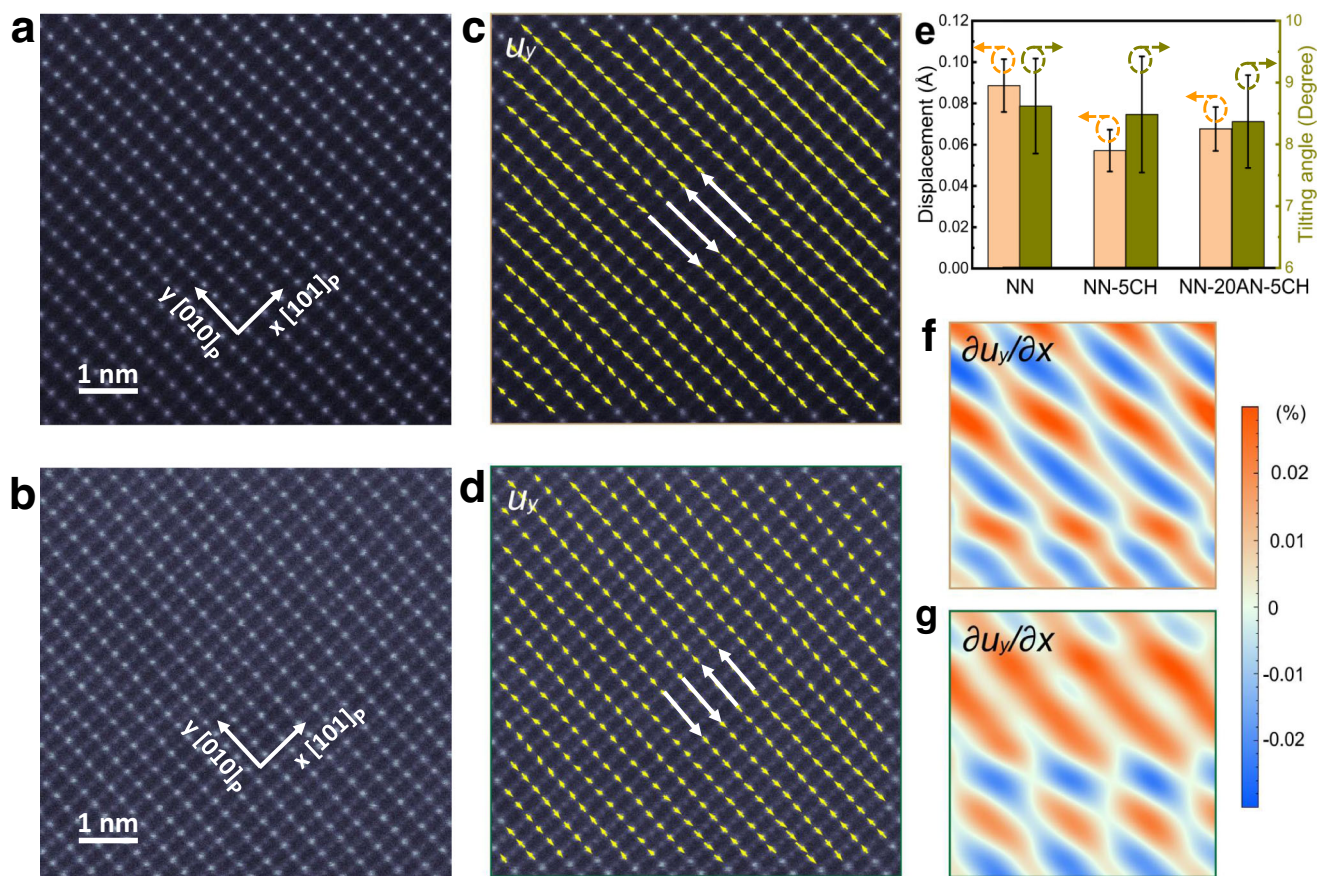 a
y [010]P
x [101]P
1 nm
b
y [010]P
x [101]P
1 nm
c
uy
d
uy
e
Displacement (Å)
0.12
0.10
0.08
0.06
0.04
0.02
0.00
10
9
8
7
6
Tilting angle (Degree)
NN
NN-5CH
NN-20AN-5CH
f
∂uy/∂x
g
∂uy/∂x
(%)
0.02
0.01
0
-0.01
-0.02